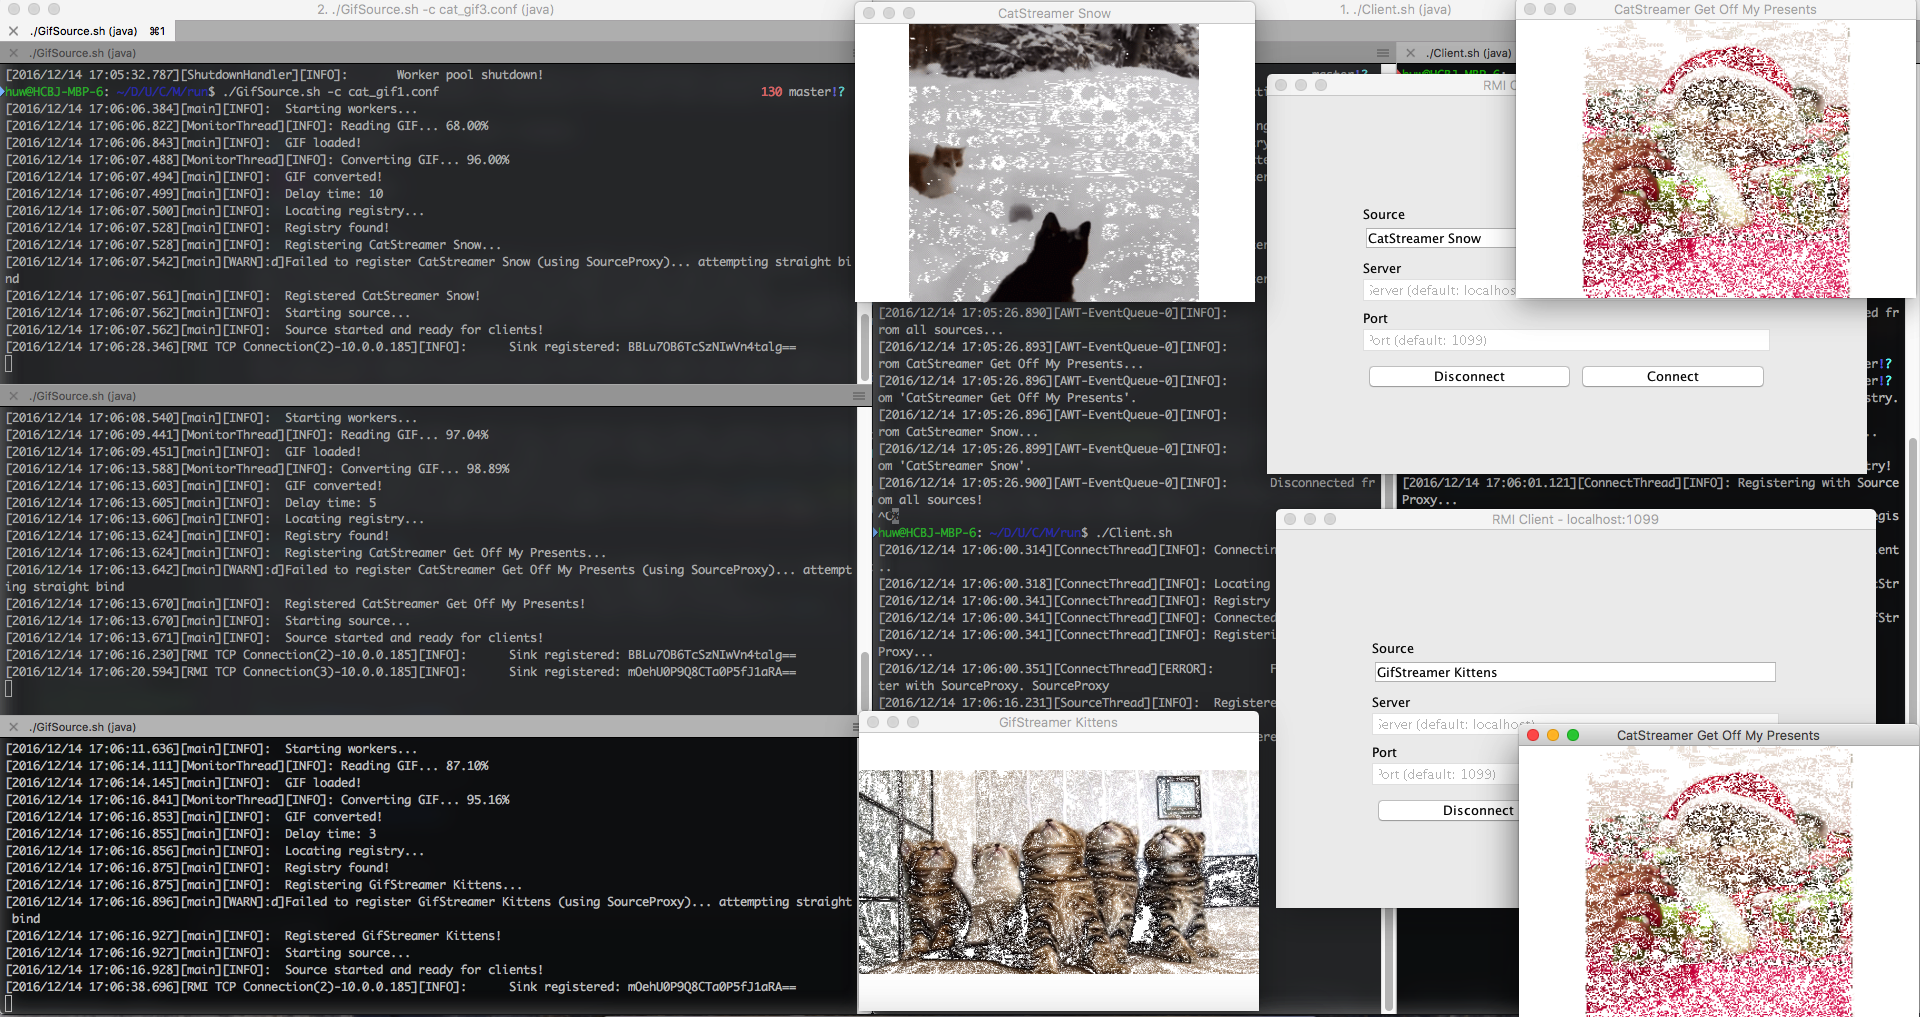 2. ./GifSource.sh -c cat_gif3.conf (java)
./GifSource.sh (java) ⌘1
./GifSource.sh (java)
[2016/12/14 17:05:32.787][ShutdownHandler][INFO]: Worker pool shutdown!
huw@HCBJ-MBP-6: ~/D/U/C/M/run$ ./GifSource.sh -c cat_gif1.conf 130 master!?
[2016/12/14 17:06:06.384][main][INFO]: Starting workers...
[2016/12/14 17:06:06.822][MonitorThread][INFO]: Reading GIF... 68.00%
[2016/12/14 17:06:06.843][main][INFO]: GIF loaded!
[2016/12/14 17:06:07.488][MonitorThread][INFO]: Converting GIF... 96.00%
[2016/12/14 17:06:07.494][main][INFO]: GIF converted!
[2016/12/14 17:06:07.499][main][INFO]: Delay time: 10
[2016/12/14 17:06:07.500][main][INFO]: Locating registry...
[2016/12/14 17:06:07.528][main][INFO]: Registry found!
[2016/12/14 17:06:07.528][main][INFO]: Registering CatStreamer Snow...
[2016/12/14 17:06:07.542][main][WARN]:d]Failed to register CatStreamer Snow (using SourceProxy)... attempting straight bi
nd
[2016/12/14 17:06:07.561][main][INFO]: Registered CatStreamer Snow!
[2016/12/14 17:06:07.562][main][INFO]: Starting source...
[2016/12/14 17:06:07.562][main][INFO]: Source started and ready for clients!
[2016/12/14 17:06:28.346][RMI TCP Connection(2)-10.0.0.185][INFO]: Sink registered: BBLu7OB6TcSzNIwVn4talg==
./GifSource.sh (java)
[2016/12/14 17:06:08.540][main][INFO]: Starting workers...
[2016/12/14 17:06:09.441][MonitorThread][INFO]: Reading GIF... 97.04%
[2016/12/14 17:06:09.451][main][INFO]: GIF loaded!
[2016/12/14 17:06:13.588][MonitorThread][INFO]: Converting GIF... 98.89%
[2016/12/14 17:06:13.603][main][INFO]: GIF converted!
[2016/12/14 17:06:13.605][main][INFO]: Delay time: 5
[2016/12/14 17:06:13.606][main][INFO]: Locating registry...
[2016/12/14 17:06:13.624][main][INFO]: Registry found!
[2016/12/14 17:06:13.624][main][INFO]: Registering CatStreamer Get Off My Presents...
[2016/12/14 17:06:13.642][main][WARN]:d]Failed to register CatStreamer Get Off My Presents (using SourceProxy)... attempt
ing straight bind
[2016/12/14 17:06:13.670][main][INFO]: Registered CatStreamer Get Off My Presents!
[2016/12/14 17:06:13.670][main][INFO]: Starting source...
[2016/12/14 17:06:13.671][main][INFO]: Source started and ready for clients!
[2016/12/14 17:06:16.230][RMI TCP Connection(2)-10.0.0.185][INFO]: Sink registered: BBLu7OB6TcSzNIwVn4talg==
[2016/12/14 17:06:20.594][RMI TCP Connection(3)-10.0.0.185][INFO]: Sink registered: mOehU0P9Q8CTa0P5fJ1aRA==
./GifSource.sh (java)
[2016/12/14 17:06:11.636][main][INFO]: Starting workers...
[2016/12/14 17:06:14.111][MonitorThread][INFO]: Reading GIF... 87.10%
[2016/12/14 17:06:14.145][main][INFO]: GIF loaded!
[2016/12/14 17:06:16.841][MonitorThread][INFO]: Converting GIF... 95.16%
[2016/12/14 17:06:16.853][main][INFO]: GIF converted!
[2016/12/14 17:06:16.855][main][INFO]: Delay time: 3
[2016/12/14 17:06:16.856][main][INFO]: Locating registry...
[2016/12/14 17:06:16.875][main][INFO]: Registry found!
[2016/12/14 17:06:16.875][main][INFO]: Registering GifStreamer Kittens...
[2016/12/14 17:06:16.896][main][WARN]:d]Failed to register GifStreamer Kittens (using SourceProxy)... attempting straight
bind
[2016/12/14 17:06:16.927][main][INFO]: Registered GifStreamer Kittens!
[2016/12/14 17:06:16.927][main][INFO]: Starting source...
[2016/12/14 17:06:16.928][main][INFO]: Source started and ready for clients!
[2016/12/14 17:06:38.696][RMI TCP Connection(2)-10.0.0.185][INFO]: Sink registered: mOehU0P9Q8CTa0P5fJ1aRA==
CatStreamer Snow
[2016/12/14 17:05:26.890][AWT-EventQueue-0][INFO]:
rom all sources...
[2016/12/14 17:05:26.893][AWT-EventQueue-0][INFO]:
rom CatStreamer Get Off My Presents...
[2016/12/14 17:05:26.896][AWT-EventQueue-0][INFO]:
om 'CatStreamer Get Off My Presents'.
[2016/12/14 17:05:26.896][AWT-EventQueue-0][INFO]:
rom CatStreamer Snow...
[2016/12/14 17:05:26.899][AWT-EventQueue-0][INFO]:
om 'CatStreamer Snow'.
[2016/12/14 17:05:26.900][AWT-EventQueue-0][INFO]: Disconnected fr
om all sources!
^C
huw@HCBJ-MBP-6: ~/D/U/C/M/run$ ./Client.sh
[2016/12/14 17:06:00.314][ConnectThread][INFO]: Connectin
..
[2016/12/14 17:06:00.318][ConnectThread][INFO]: Locating
[2016/12/14 17:06:00.341][ConnectThread][INFO]: Registry
[2016/12/14 17:06:00.341][ConnectThread][INFO]: Connected
[2016/12/14 17:06:00.341][ConnectThread][INFO]: Registeri
Proxy...
[2016/12/14 17:06:00.351][ConnectThread][ERROR]: F
ter with SourceProxy. SourceProxy
[2016/12/14 17:06:16.231][SourceThread][INFO]: Registere
GifStreamer Kittens
1. ./Client.sh (java)
./Client.sh (java)
RMI C
Source
CatStreamer Snow
Server
Server (default: localhos
Port
Port (default: 1099)
Disconnect Connect
CatStreamer Get Off My Presents
ed fr
er!?
er!?
stry.
..
ry!
[2016/12/14 17:06:01.121][ConnectThread][INFO]: Registering with Source
Proxy...
egis
ient
tStr
fStr
RMI Client - localhost:1099
Source
GifStreamer Kittens
Server
Server (default: localhost)
Port
Port (default: 1099)
Disconnect
CatStreamer Get Off My Presents